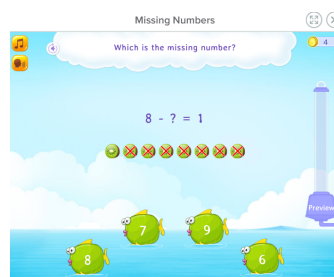 Missing Numbers
4
Which is the missing number?
8 - ? = 1
Preview
7
9
8
6